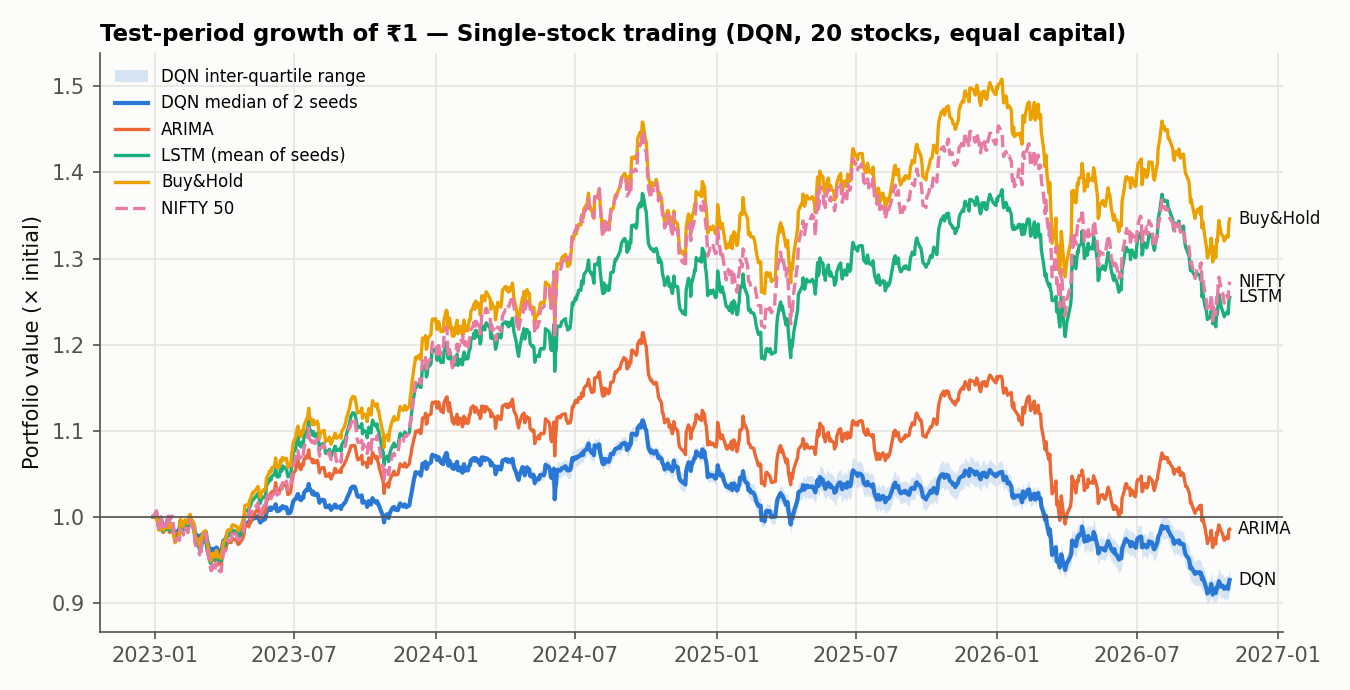 Test-period growth of ₹1 — Single-stock trading (DQN, 20 stocks, equal capital)
DQN inter-quartile range
DQN median of 2 seeds
ARIMA
LSTM (mean of seeds)
Buy&Hold
NIFTY 50
Portfolio value (× initial)
1.5
1.4
1.3
1.2
1.1
1.0
0.9
Buy&Hold
NIFTY
LSTM
ARIMA
DQN
2023-01 2023-07 2024-01 2024-07 2025-01 2025-07 2026-01 2026-07 2027-01